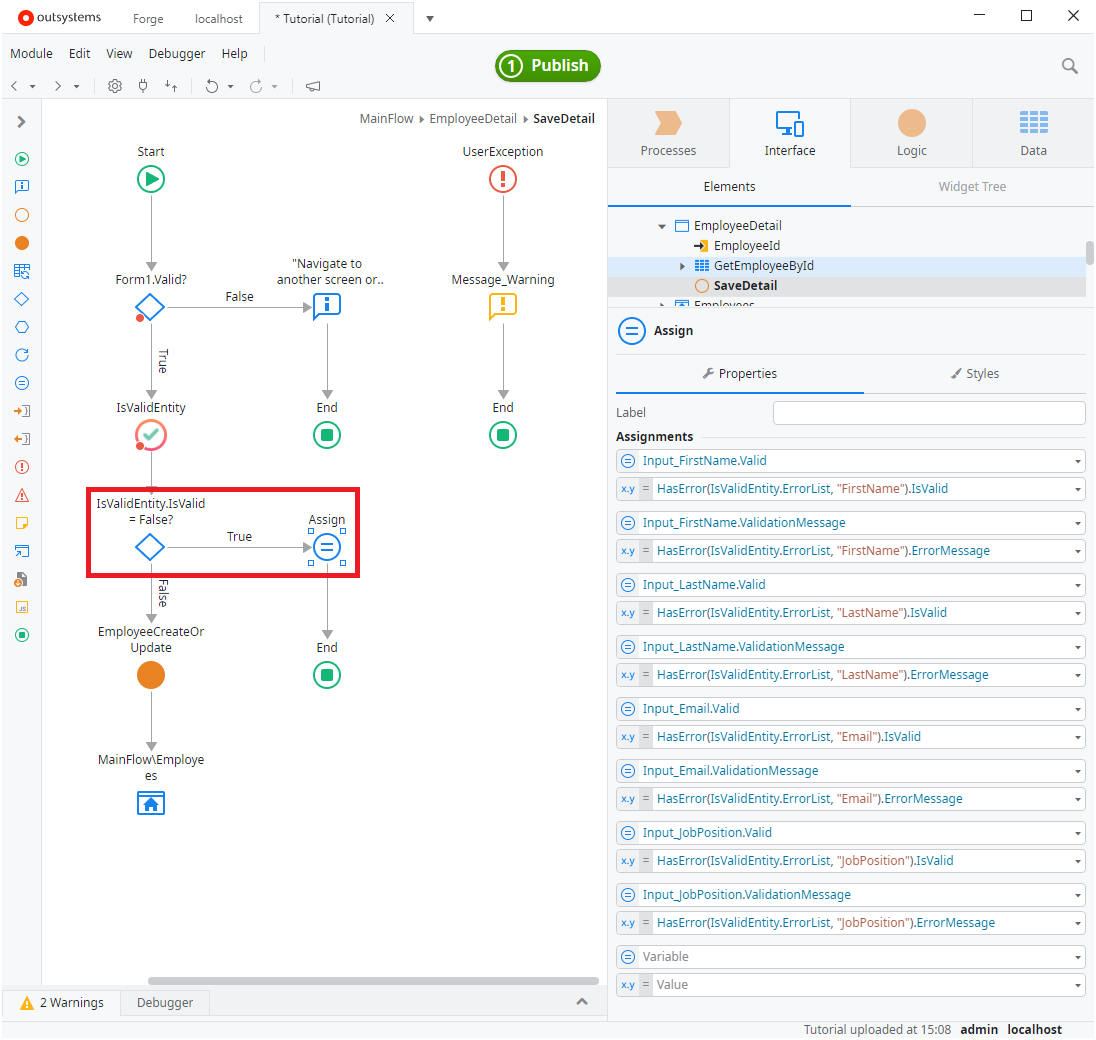 outsystems
Forge
localhost
* Tutorial (Tutorial)
Module
Edit
View
Debugger
Help
1 Publish
MainFlow
EmployeeDetail
SaveDetail
Start
UserException
Form1.Valid?
False
"Navigate to
another screen or..
Message_Warning
True
IsValidEntity
End
End
IsValidEntity.IsValid
= False?
True
Assign
False
EmployeeCreateOr
Update
End
MainFlow\Employe
es
2 Warnings
Debugger
Processes
Interface
Logic
Data
Elements
Widget Tree
EmployeeDetail
EmployeeId
GetEmployeeById
SaveDetail
Employees
Assign
Properties
Styles
Label
Assignments
Input_FirstName.Valid
x.y = HasError(IsValidEntity.ErrorList, "FirstName").IsValid
Input_FirstName.ValidationMessage
x.y = HasError(IsValidEntity.ErrorList, "FirstName").ErrorMessage
Input_LastName.Valid
x.y = HasError(IsValidEntity.ErrorList, "LastName").IsValid
Input_LastName.ValidationMessage
x.y = HasError(IsValidEntity.ErrorList, "LastName").ErrorMessage
Input_Email.Valid
x.y = HasError(IsValidEntity.ErrorList, "Email").IsValid
Input_Email.ValidationMessage
x.y = HasError(IsValidEntity.ErrorList, "Email").ErrorMessage
Input_JobPosition.Valid
x.y = HasError(IsValidEntity.ErrorList, "JobPosition").IsValid
Input_JobPosition.ValidationMessage
x.y = HasError(IsValidEntity.ErrorList, "JobPosition").ErrorMessage
Variable
x.y = Value
Tutorial uploaded at 15:08 admin localhost